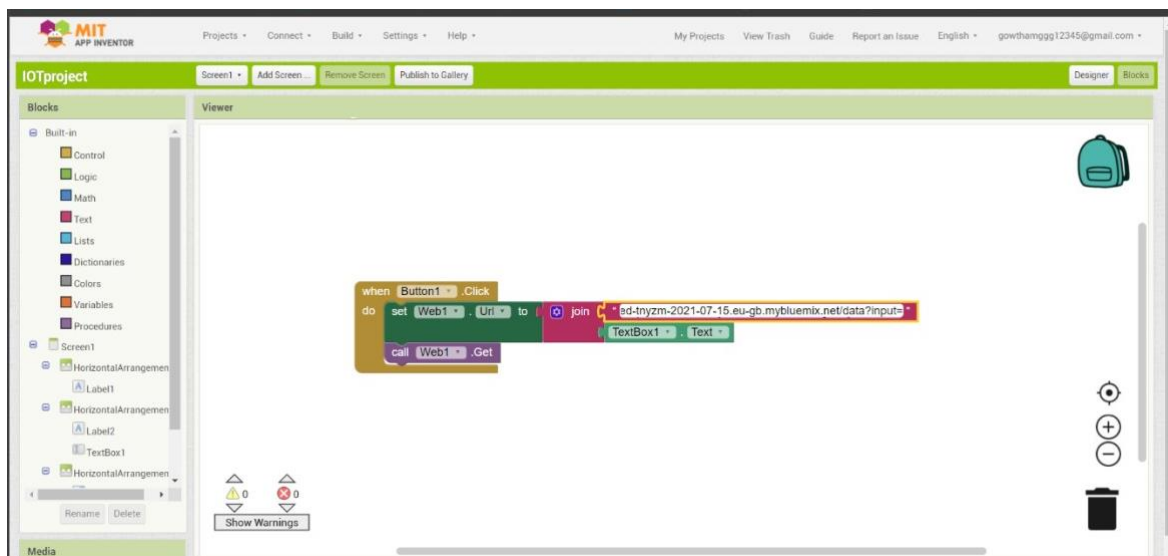 MIT
APP INVENTOR
Projects Connect Build Settings Help My Projects View Trash Guide Report an Issue English gowthamggg12345@gmail.com
IOTproject Screen1 Add Screen ... Remove Screen Publish to Gallery Designer Blocks
Blocks Viewer
Built-in
Control
Logic
Math
Text
Lists
Dictionaries
Colors
Variables
Procedures
Screen1
HorizontalArrangemen
Label1
HorizontalArrangemen
Label2
TextBox1
HorizontalArrangemen
Rename Delete
Media
when Button1 .Click
do set Web1 . Url to join " ed-tnyzm-2021-07-15.eu-gb.mybluemix.net/data?input= "
TextBox1 . Text
call Web1 .Get
0 0
Show Warnings